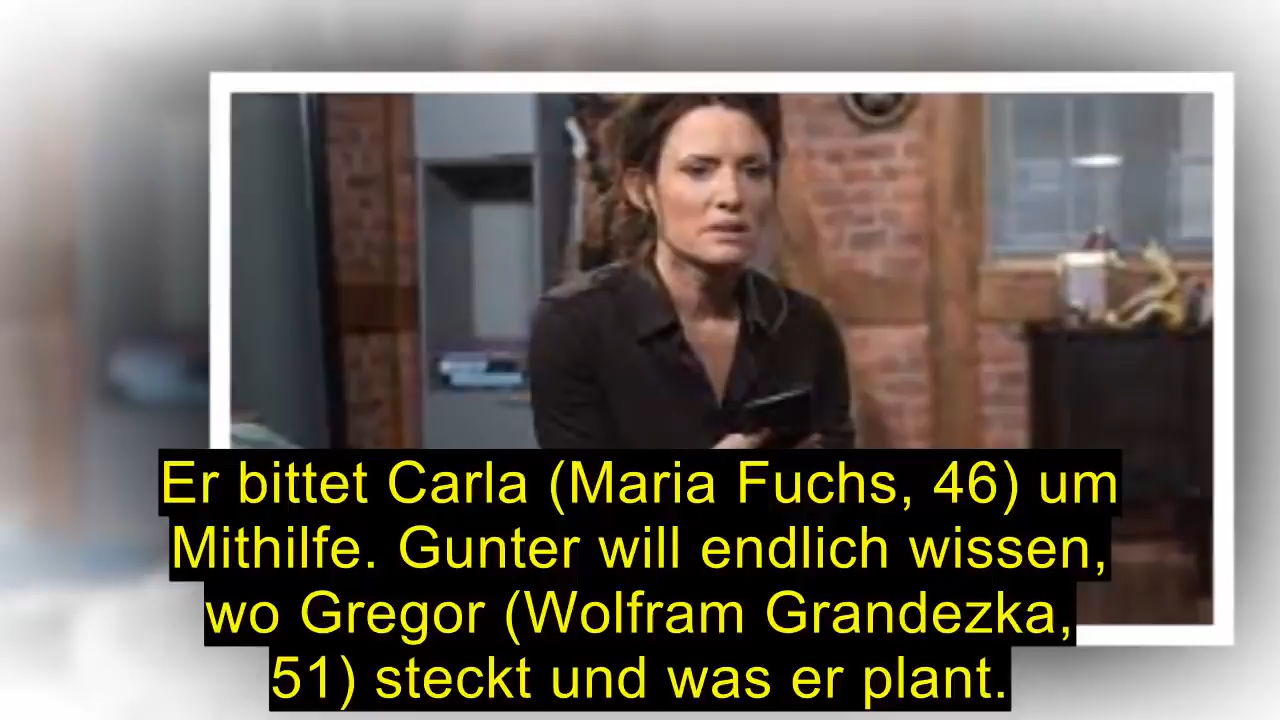 Er bittet Carla (Maria Fuchs, 46) um
Mithilfe. Gunter will endlich wissen,
wo Gregor (Wolfram Grandezka,
51) steckt und was er plant.